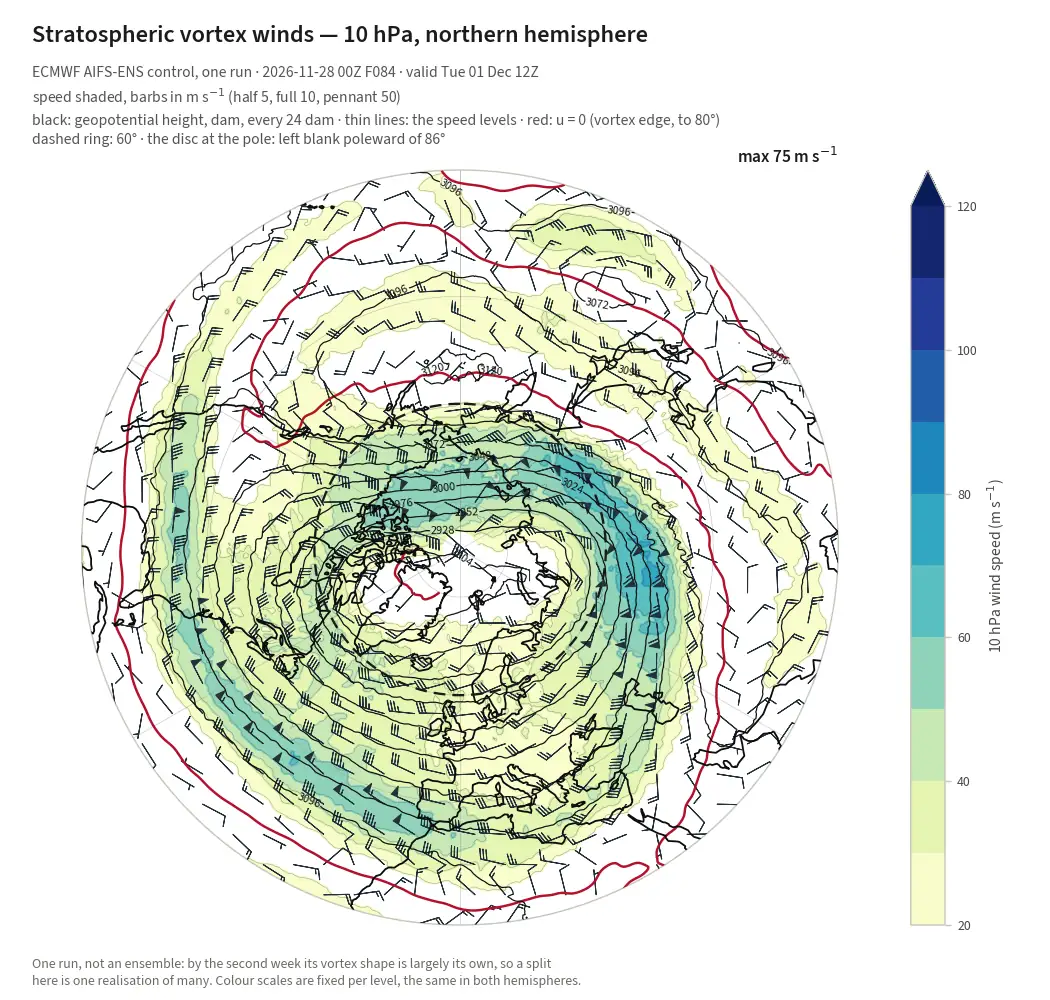 Stratospheric vortex winds — 10 hPa, northern hemisphere
ECMWF AIFS-ENS control, one run · 2026-11-28 00Z F084 · valid Tue 01 Dec 12Z
speed shaded, barbs in m s⁻¹ (half 5, full 10, pennant 50)
black: geopotential height, dam, every 24 dam · thin lines: the speed levels · red: u = 0 (vortex edge, to 80°)
dashed ring: 60° · the disc at the pole: left blank poleward of 86°
max 75 m s⁻¹
3096
3096
3072
3096
3000
3024
2976
2952
2928
3096
120
100
80
60
40
20
10 hPa wind speed (m s⁻¹)
One run, not an ensemble: by the second week its vortex shape is largely its own, so a split
here is one realisation of many. Colour scales are fixed per level, the same in both hemispheres.